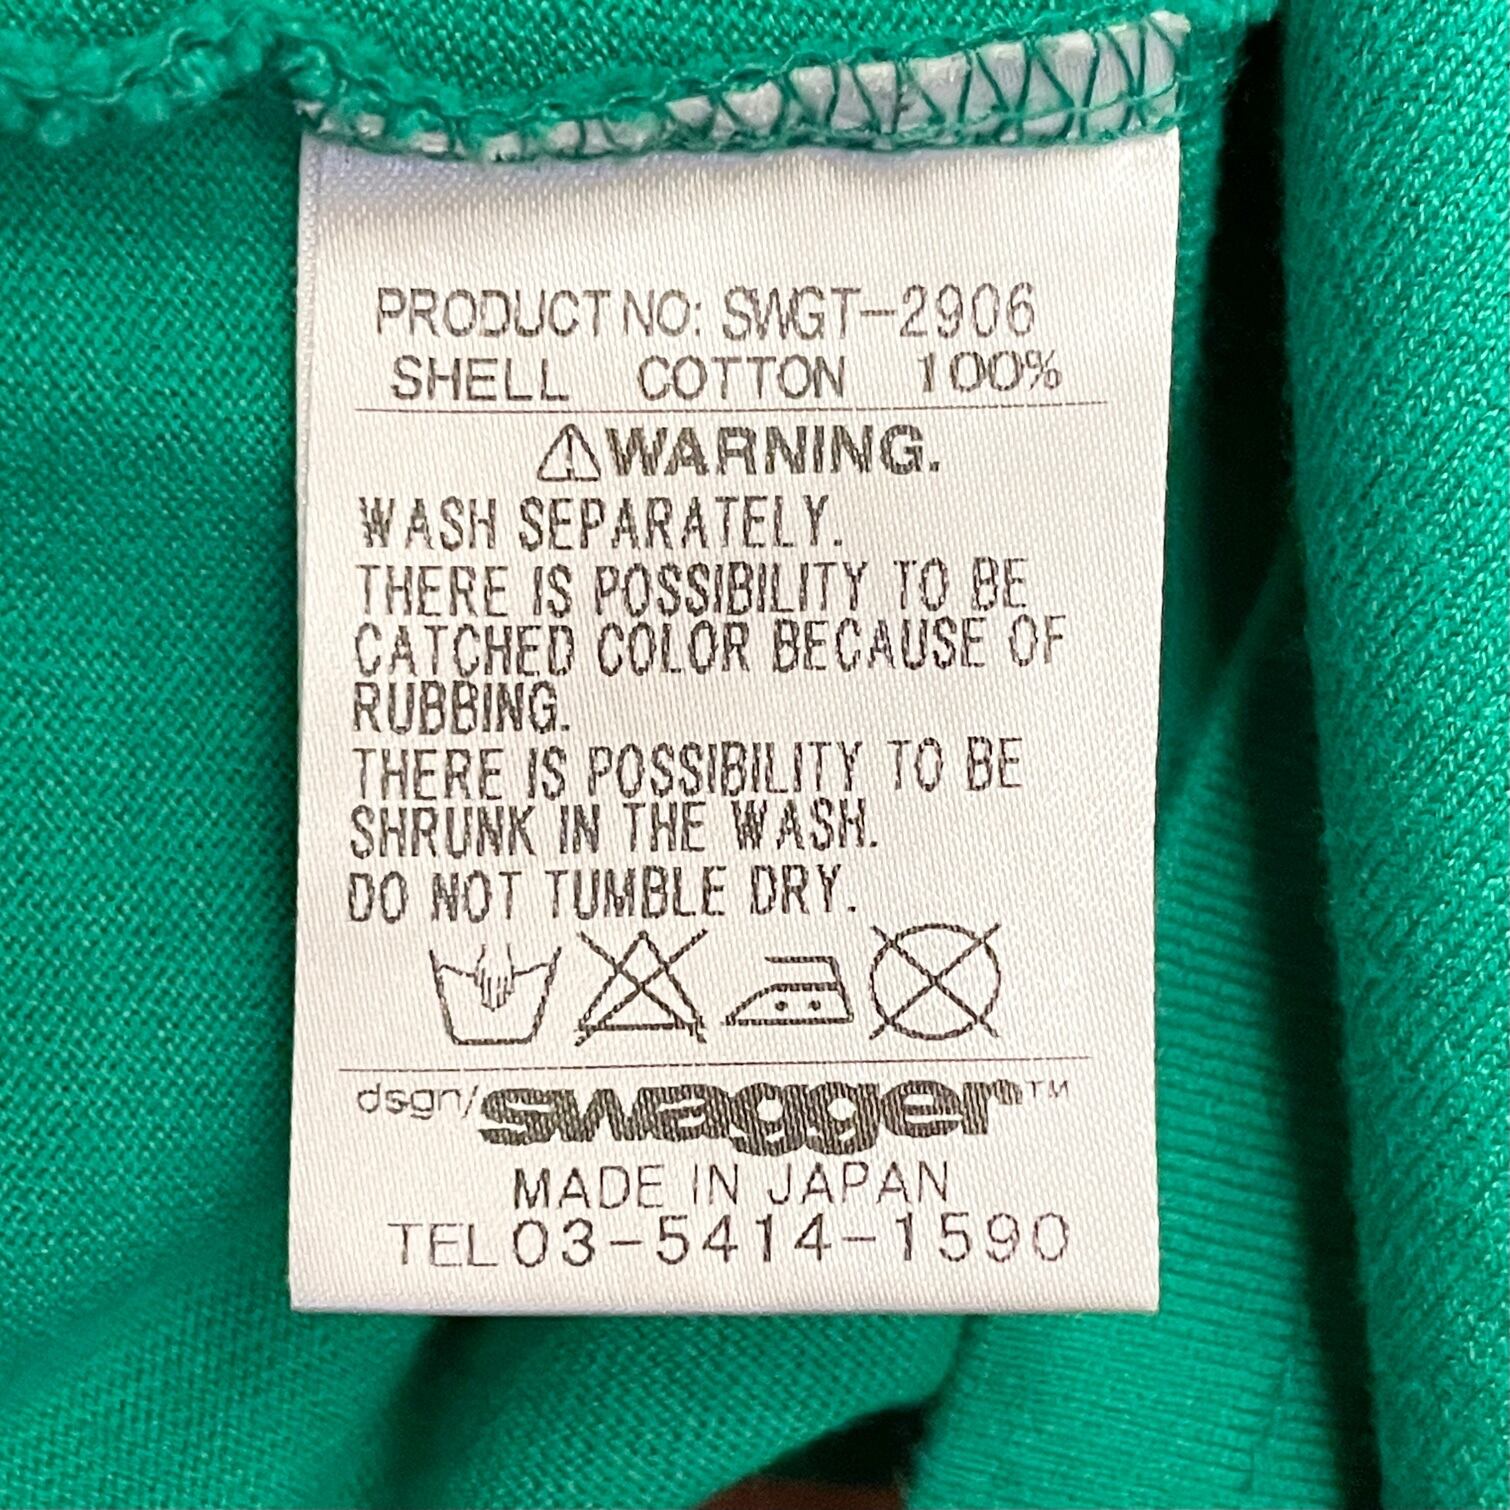 PRODUCT NO: SWGT-2906
SHELL COTTON 100%
⚠WARNING.
WASH SEPARATELY.
THERE IS POSSIBILITY TO BE
CATCHED COLOR BECAUSE OF
RUBBING.
THERE IS POSSIBILITY TO BE
SHRUNK IN THE WASH.
DO NOT TUMBLE DRY.
dsgn/swagger™
MADE IN JAPAN
TEL03-5414-1590